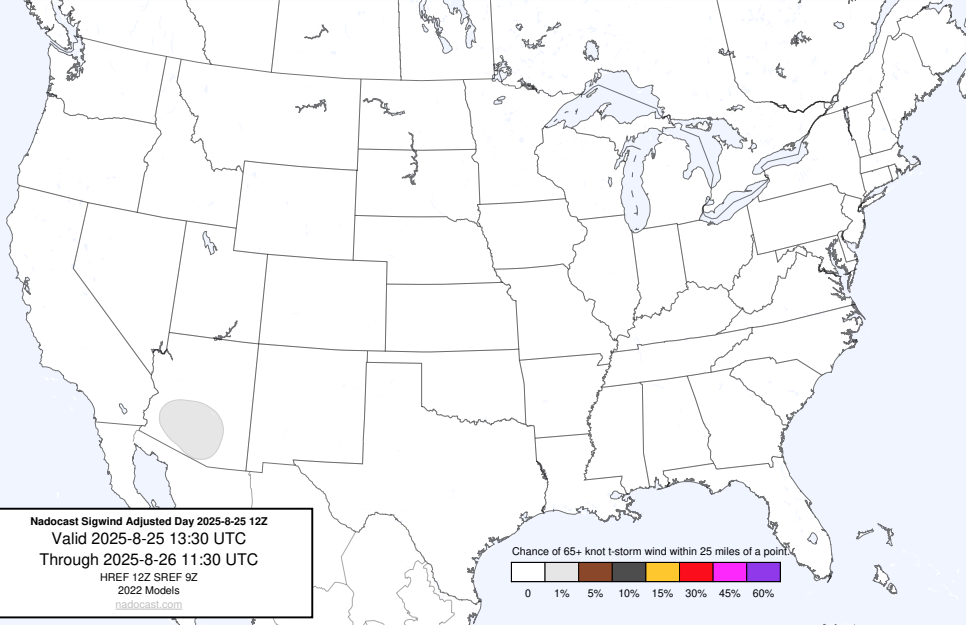 Nadocast Sigwind Adjusted Day 2025-8-25 12Z
Valid 2025-8-25 13:30 UTC
Through 2025-8-26 11:30 UTC
HREF 12Z SREF 9Z
2022 Models
nadocast.com
Chance of 65+ knot t-storm wind within 25 miles of a point.
0 1% 5% 10% 15% 30% 45% 60%